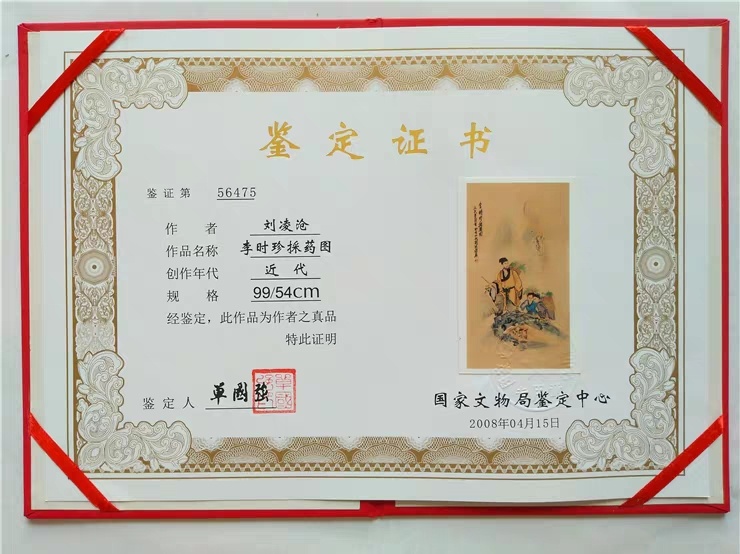 鉴定证书
鉴 证 第 56475
作 者 刘凌沧
作品名称 李时珍採药图
创作年代 近 代
规 格 99/54cm
经鉴定，此作品为作者之真品
特此证明
鉴 定 人 单国强
国家文物局鉴定中心
2008年04月15日